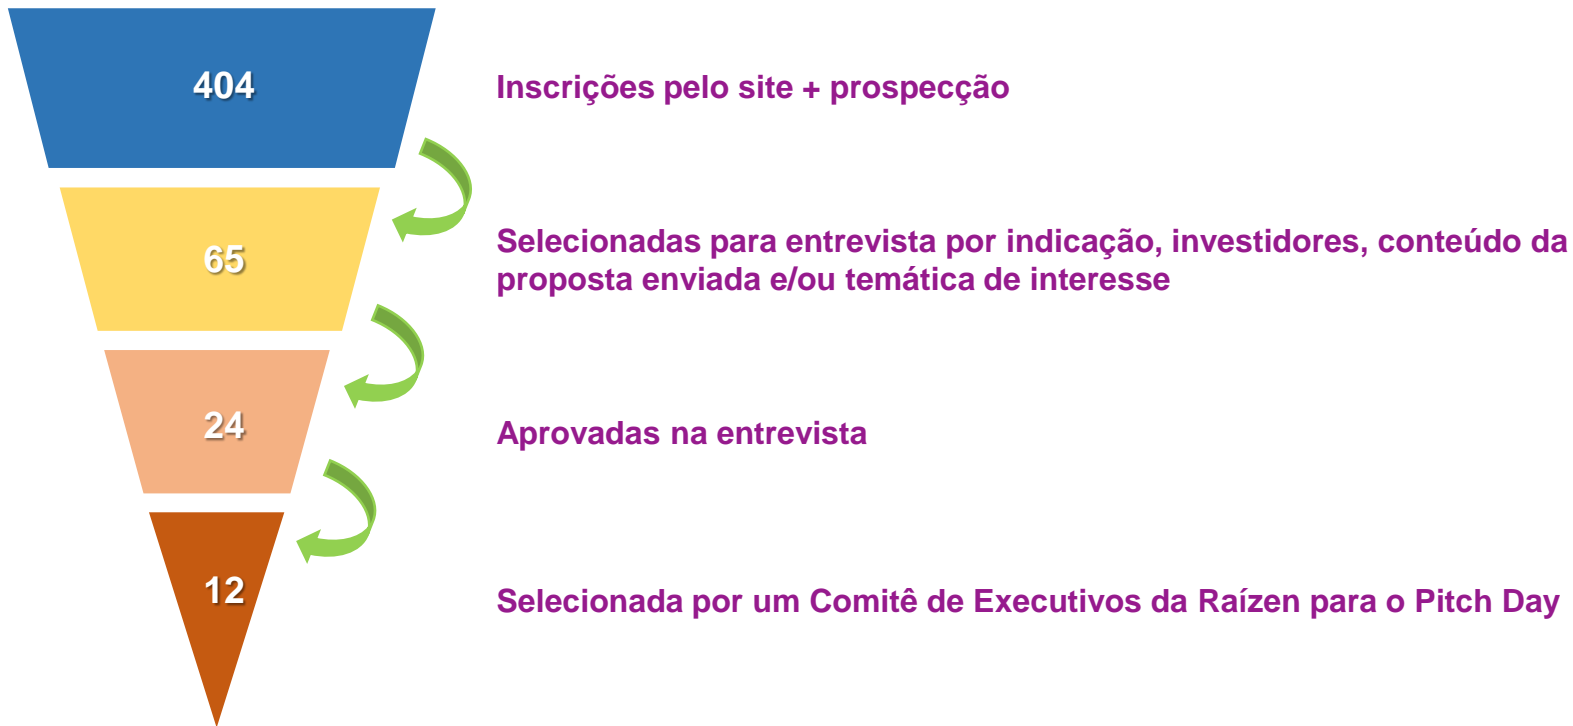 404
Inscrições pelo site + prospecção
65
Selecionadas para entrevista por indicação, investidores, conteúdo da
proposta enviada e/ou temática de interesse
24
Aprovadas na entrevista
12
Selecionada por um Comitê de Executivos da Raízen para o Pitch Day